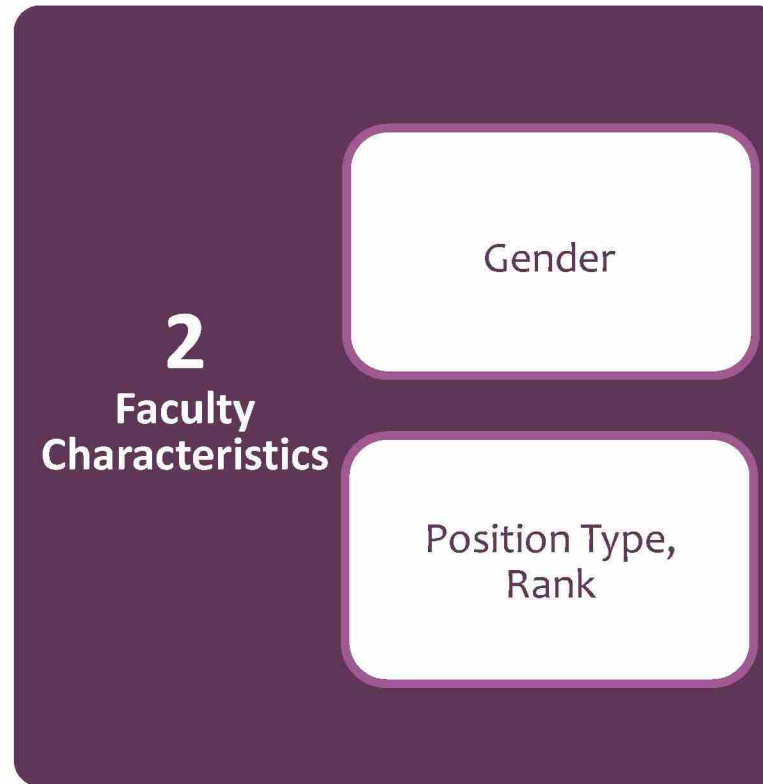 2
Faculty
Characteristics
Gender
Position Type,
Rank